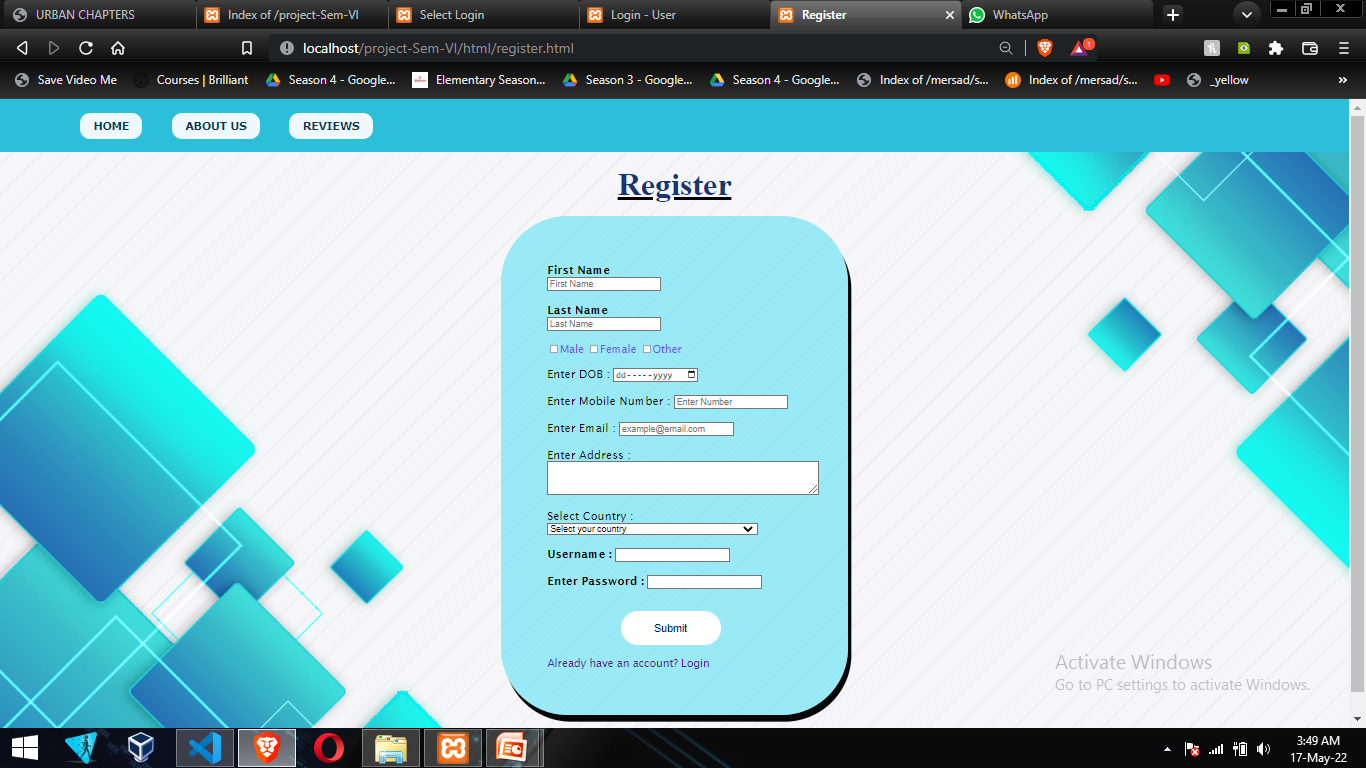 URBAN CHAPTERS Index of /project-Sem-VI Select Login Login - User Register WhatsApp
localhost/project-Sem-VI/html/register.html 1
Save Video Me Courses | Brilliant Season 4 - Google... Elementary Season... Season 3 - Google... Season 4 - Google... Index of /mersad/s... Index of /mersad/s... _yellow »
HOME ABOUT US REVIEWS
Register
First Name
First Name
Last Name
Last Name
Male Female Other
Enter DOB : dd-----yyyy
Enter Mobile Number : Enter Number
Enter Email : example@email.com
Enter Address :
Select Country :
Select your country
Username :
Enter Password :
Submit
Already have an account? Login
Activate Windows
Go to PC settings to activate Windows.
3:49 AM
17-May-22